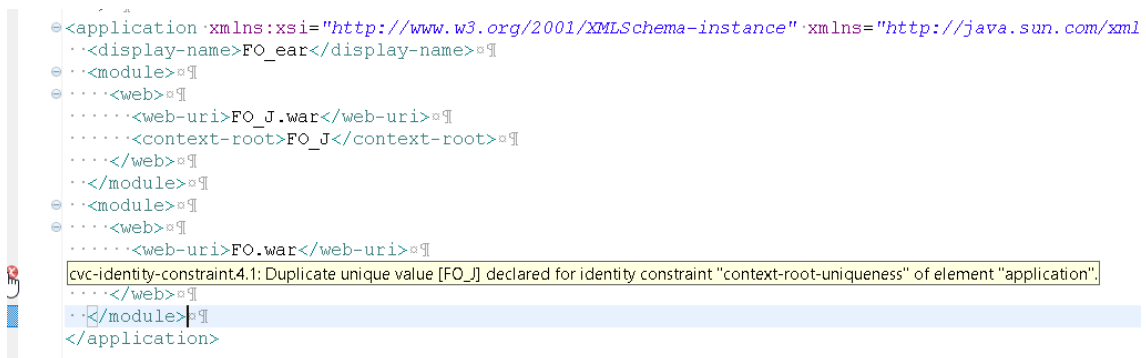 <application xmlns:xsi="http://www.w3.org/2001/XMLSchema-instance" xmlns="http://java.sun.com/xml
<display-name>FO_ear</display-name>
<module>
<web>
<web-uri>FO_J.war</web-uri>
<context-root>FO_J</context-root>
</web>
</module>
<module>
<web>
<web-uri>FO.war</web-uri>
cvc-identity-constraint.4.1: Duplicate unique value [FO_J] declared for identity constraint "context-root-uniqueness" of element "application".
</web>
</module>
</application>